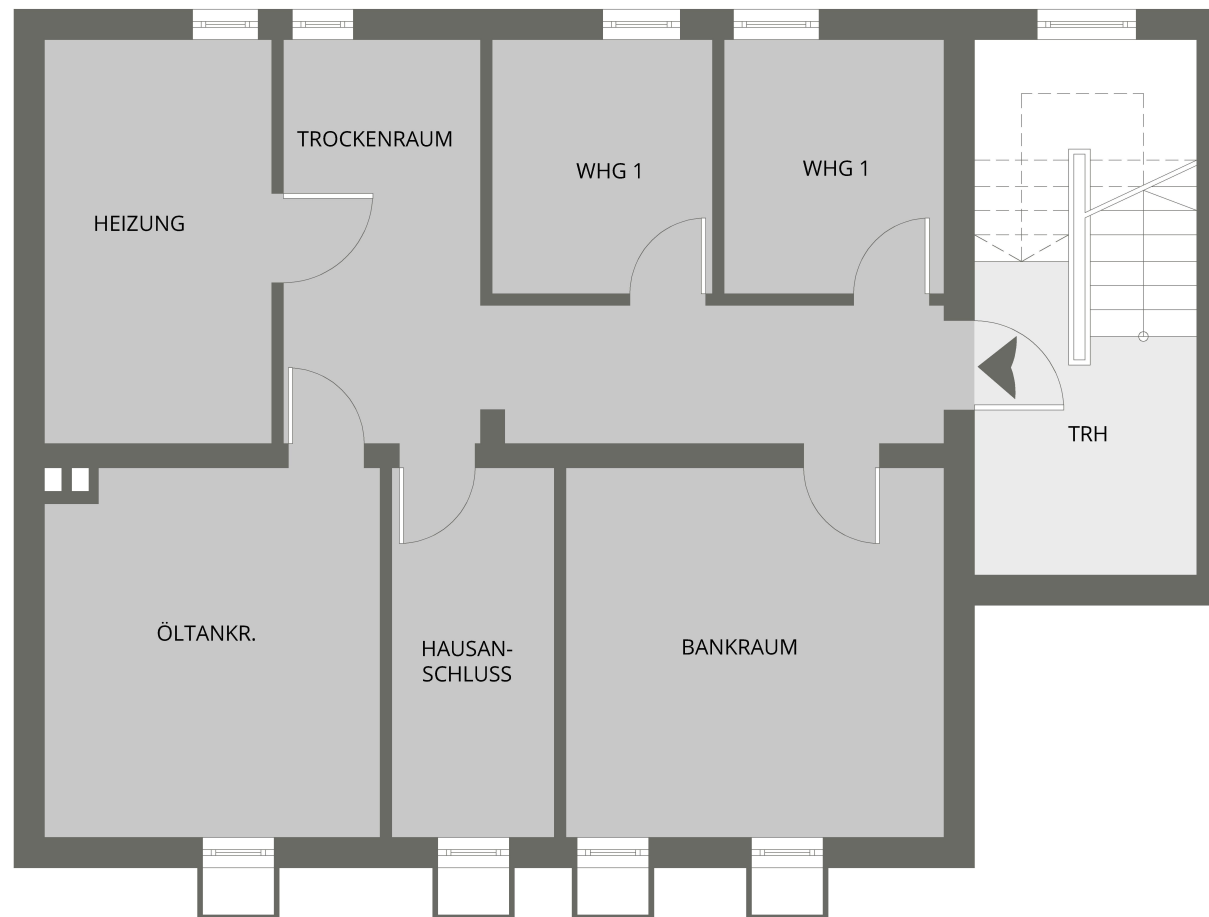 TROCKENRAUM
WHG 1
WHG 1
HEIZUNG
TRH
ÖLTANKR.
HAUSAN-
SCHLUSS
BANKRAUM